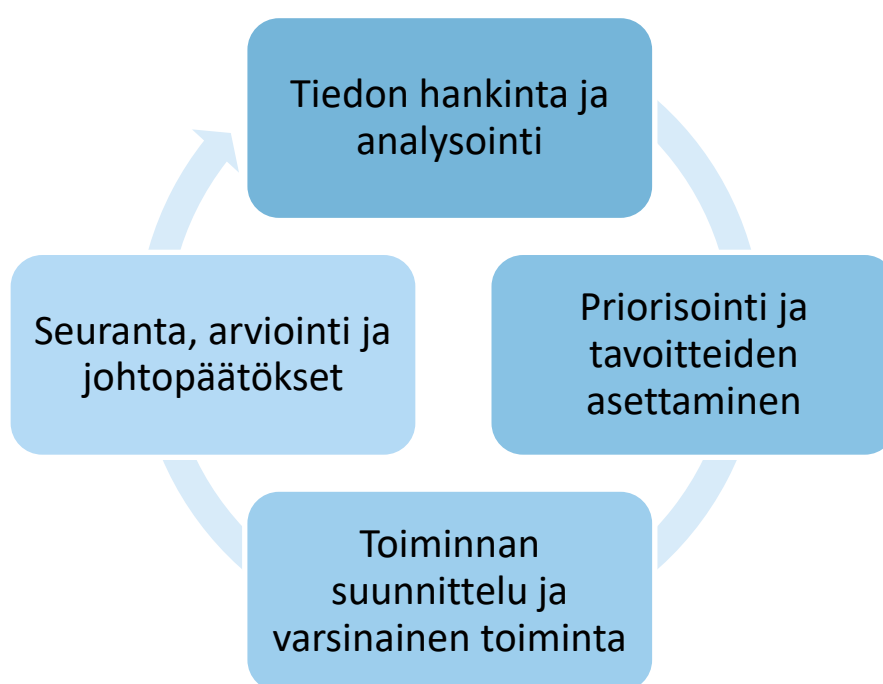 Tiedon hankinta ja
analysointi
Priorisointi ja
tavoitteiden
asettaminen
Toiminnan
suunnittelu ja
varsinainen toiminta
Seuranta, arviointi ja
johtopäätökset